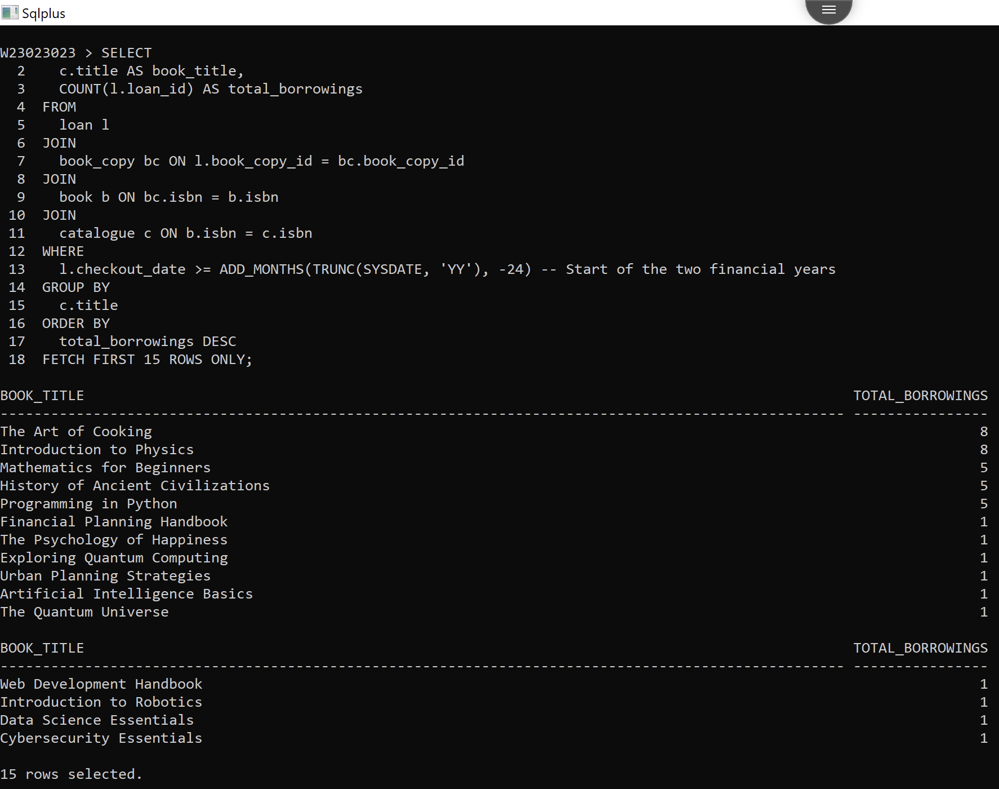 Sqlplus
W23023023 > SELECT
  2    c.title AS book_title,
  3    COUNT(l.loan_id) AS total_borrowings
  4  FROM
  5    loan l
  6  JOIN
  7    book_copy bc ON l.book_copy_id = bc.book_copy_id
  8  JOIN
  9    book b ON bc.isbn = b.isbn
 10  JOIN
 11    catalogue c ON b.isbn = c.isbn
 12  WHERE
 13    l.checkout_date >= ADD_MONTHS(TRUNC(SYSDATE, 'YY'), -24) -- Start of the two financial years
 14  GROUP BY
 15    c.title
 16  ORDER BY
 17    total_borrowings DESC
 18  FETCH FIRST 15 ROWS ONLY;
BOOK_TITLE TOTAL_BORROWINGS
---------------------------------------------------------------------------------------------------- ----------------
The Art of Cooking 8
Introduction to Physics 8
Mathematics for Beginners 5
History of Ancient Civilizations 5
Programming in Python 5
Financial Planning Handbook 1
The Psychology of Happiness 1
Exploring Quantum Computing 1
Urban Planning Strategies 1
Artificial Intelligence Basics 1
The Quantum Universe 1
BOOK_TITLE TOTAL_BORROWINGS
---------------------------------------------------------------------------------------------------- ----------------
Web Development Handbook 1
Introduction to Robotics 1
Data Science Essentials 1
Cybersecurity Essentials 1
15 rows selected.